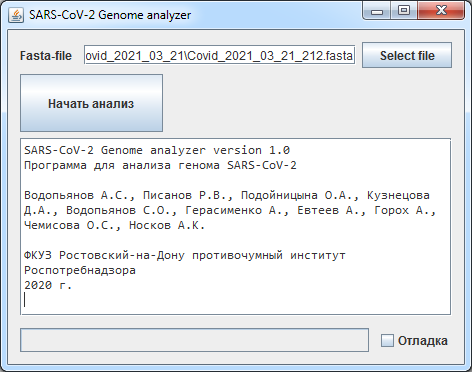 SARS-CoV-2 Genome analyzer
Fasta-file ovid_2021_03_21\Covid_2021_03_21_212.fasta Select file
Начать анализ
SARS-CoV-2 Genome analyzer version 1.0
Программа для анализа генома SARS-CoV-2
Водопьянов А.С., Писанов Р.В., Подойницына О.А., Кузнецова
Д.А., Водопьянов С.О., Герасименко А., Евтеев А., Горох А.,
Чемисова О.С., Носков А.К.
ФКУЗ Ростовский-на-Дону противочумный институт
Роспотребнадзора
2020 г.
Отладка